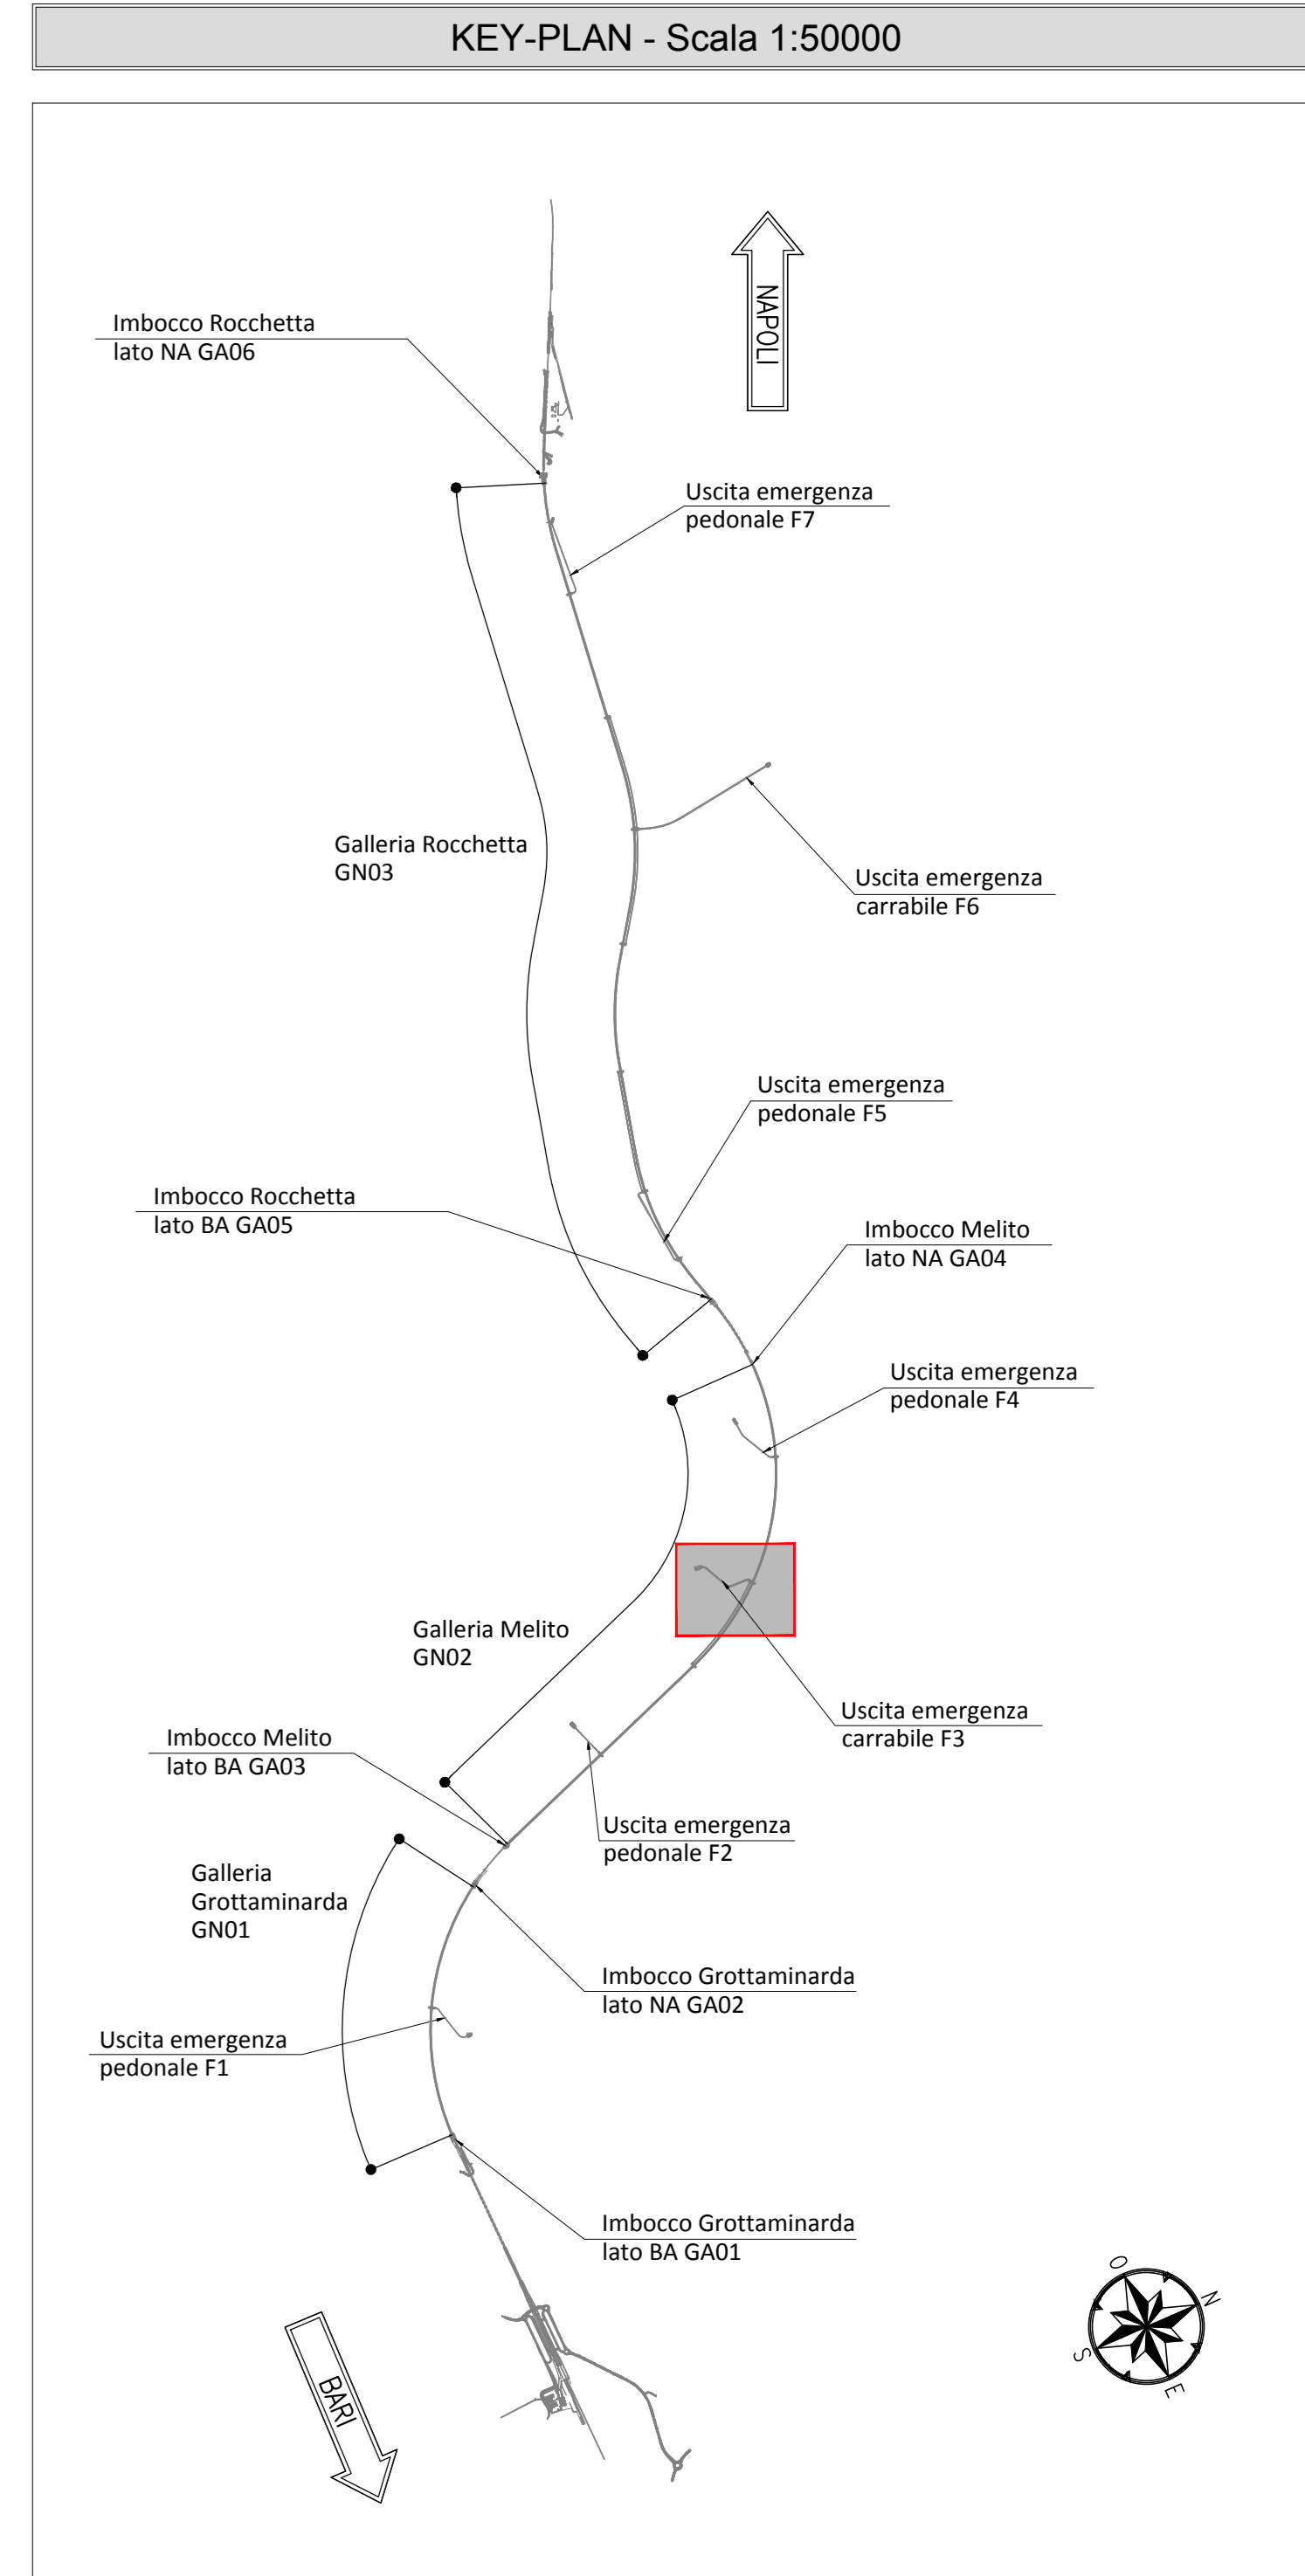 KEY-PLAN - Scala 1:50000
NAPOLI
Imbocco Rocchetta
lato NA GA06
Uscita emergenza
pedonale F7
Galleria Rocchetta
GN03
Uscita emergenza
carrabile F6
Uscita emergenza
pedonale F5
Imbocco Rocchetta
lato BA GA05
Imbocco Melito
lato NA GA04
Uscita emergenza
pedonale F4
Galleria Melito
GN02
Uscita emergenza
carrabile F3
Imbocco Melito
lato BA GA03
Uscita emergenza
pedonale F2
Galleria
Grottaminarda
GN01
Imbocco Grottaminarda
lato NA GA02
Uscita emergenza
pedonale F1
Imbocco Grottaminarda
lato BA GA01
O
N
S
E
BARI